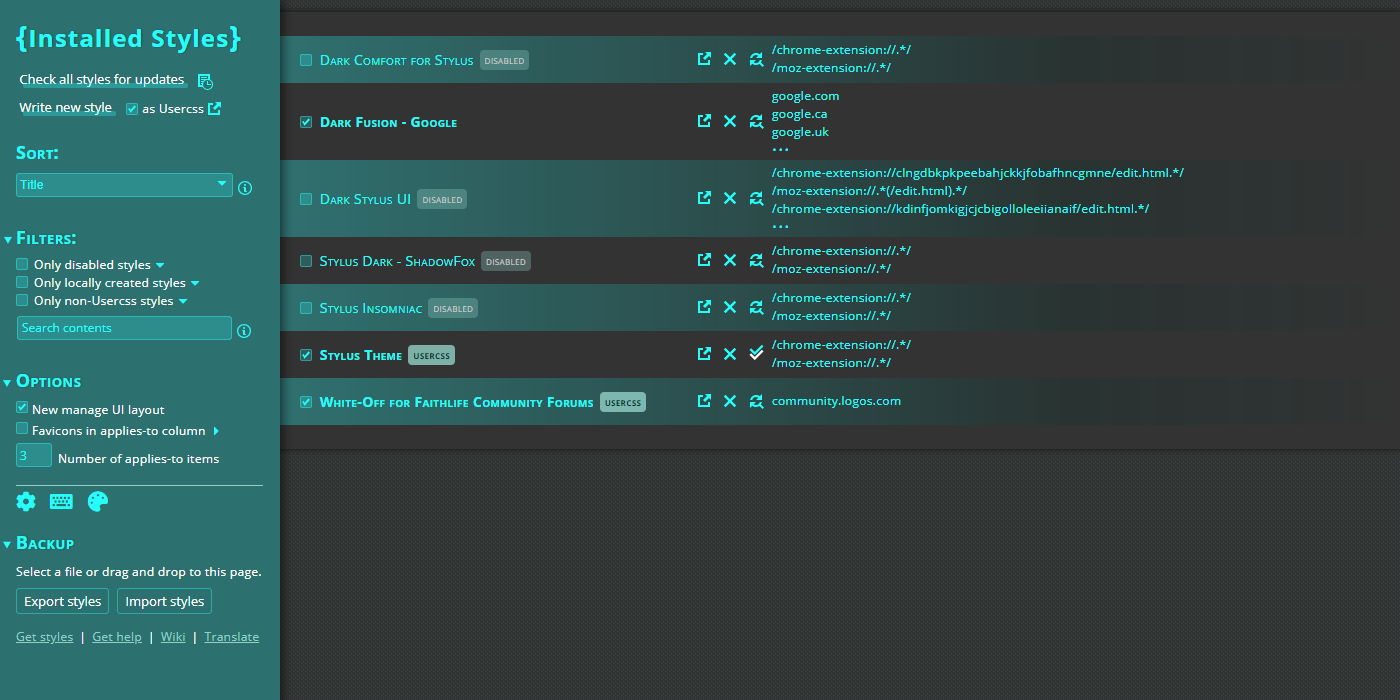 {Installed Styles}
Check all styles for updates
Write new style as Usercss
Sort:
Title
Filters:
Only disabled styles
Only locally created styles
Only non-Usercss styles
Search contents
Options
New manage UI layout
Favicons in applies-to column
3 Number of applies-to items
Backup
Select a file or drag and drop to this page.
Export styles Import styles
Get styles | Get help | Wiki | Translate
Dark Comfort for Stylus DISABLED
/chrome-extension://.*/
/moz-extension://.*/
Dark Fusion - Google
google.com
google.ca
google.uk
...
Dark Stylus UI DISABLED
/chrome-extension://clngdbkpkpeebahjckkjfobafhncgmne/edit.html.*/
/moz-extension://.*(/edit.html).*/
/chrome-extension://kdinfjomkigjcjcbigolloleeiianaif/edit.html.*/
...
Stylus Dark - ShadowFox DISABLED
/chrome-extension://.*/
/moz-extension://.*/
Stylus Insomniac DISABLED
/chrome-extension://.*/
/moz-extension://.*/
Stylus Theme USERCSS
/chrome-extension://.*/
/moz-extension://.*/
White-Off for Faithlife Community Forums USERCSS
community.logos.com